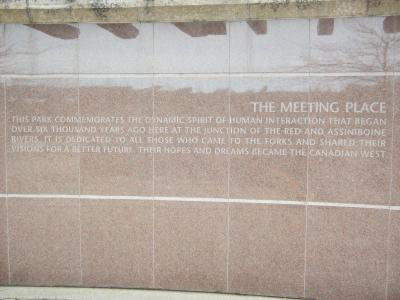 THE MEETING PLACE
THIS PARK COMMEMORATES THE DYNAMIC SPIRIT OF HUMAN INTERACTION THAT BEGAN
OVER SIX THOUSAND YEARS AGO HERE AT THE JUNCTION OF THE RED AND ASSINIBOINE
RIVERS. IT IS DEDICATED TO ALL THOSE WHO CAME TO THE FORKS AND SHARED THEIR
VISIONS FOR A BETTER FUTURE. THEIR HOPES AND DREAMS BECAME THE CANADIAN WEST.